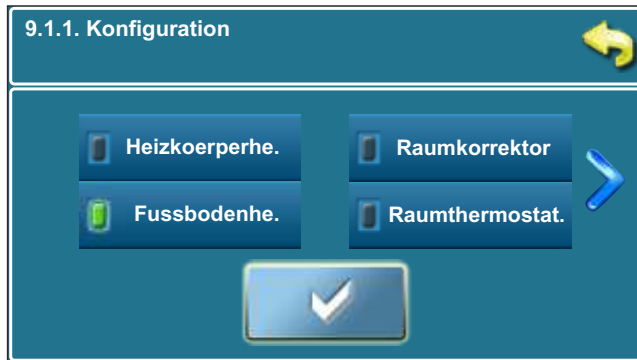 9.1.1. Konfiguration
Heizkoerperhe.
Raumkorrektor
Fussbodenhe.
Raumthermostat.